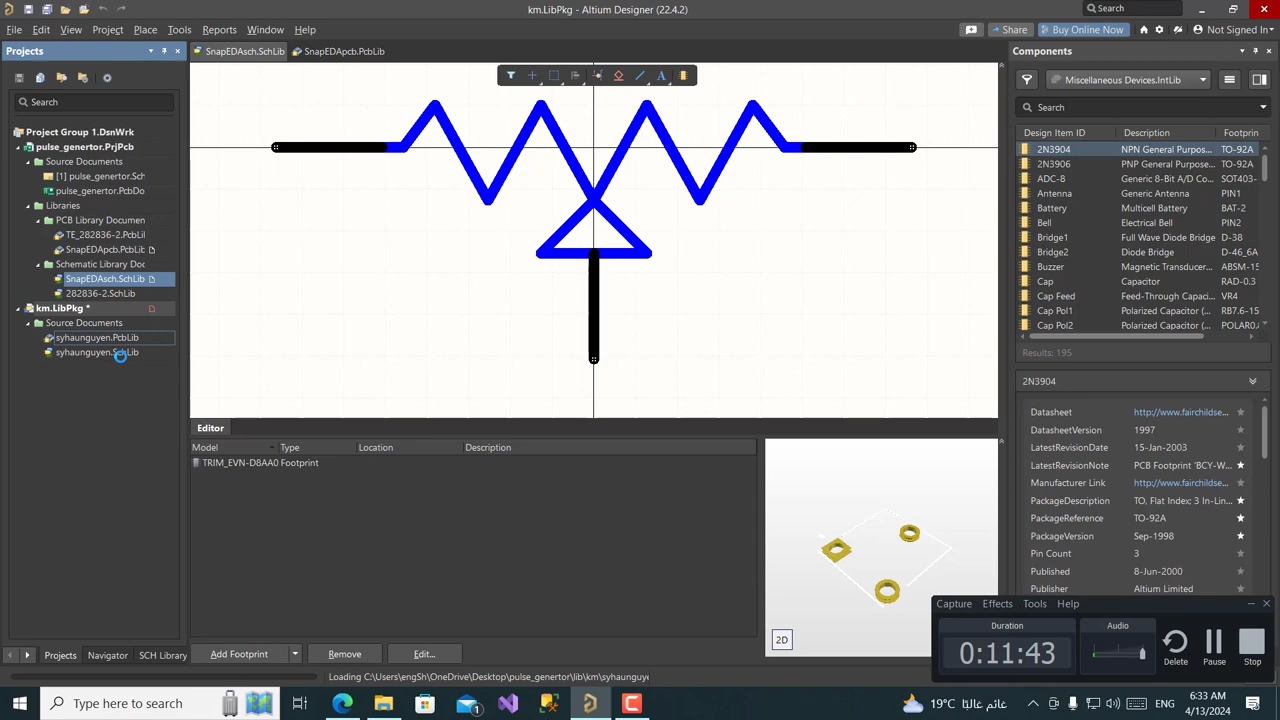 km.LibPkg - Altium Designer (22.4.2)
Search
File Edit View Project Place Tools Reports Window Help
Share Buy Online Now Not Signed In
Projects
SnapEDAsch.SchLib SnapEDApcb.PcbLib
Components
Search
Miscellaneous Devices.IntLib
Search
Project Group 1.DsnWrk
pulse_genertor.PrjPcb
Source Documents
[1] pulse_genertor.Sch
pulse_genertor.PcbDo
Libraries
PCB Library Documen
TE_282836-2.PcbLil
SnapEDApcb.PcbLib
Schematic Library Doc
SnapEDAsch.SchLib
282836-2.SchLib
km.LibPkg *
Source Documents
syhaunguyen.PcbLib
syhaunguyen.SchLib
Design Item ID Description Footprin
2N3904 NPN General Purpos... TO-92A
2N3906 PNP General Purpos... TO-92A
ADC-8 Generic 8-Bit A/D Co... SOT403-
Antenna Generic Antenna PIN1
Battery Multicell Battery BAT-2
Bell Electrical Bell PIN2
Bridge1 Full Wave Diode Bridge D-38
Bridge2 Diode Bridge D-46
Buzzer Magnetic Transducer... ABSM-15
Cap Capacitor RAD-0.3
Cap Feed Feed-Through Capaci... VR4
Cap Pol1 Polarized Capacitor (... RB7.6-15
Cap Pol2 Polarized Capacitor (... POLAR0.8
Results: 195
2N3904
Datasheet http://www.fairchildse...
DatasheetVersion 1997
LatestRevisionDate 15-Jan-2003
LatestRevisionNote PCB Footprint 'BCY-W...
Manufacturer Link http://www.fairchildse...
PackageDescription TO, Flat Index; 3 In-Lin...
PackageReference TO-92A
PackageVersion Sep-1998
Pin Count 3
Published 8-Jun-2000
Publisher Altium Limited
Editor
Model Type Location Description
TRIM_EVN-D8AA0 Footprint
2D
Add Footprint Remove Edit...
Projects Navigator SCH Library
Loading C:\engSh\OneDrive\Desktop\pulse_genertor\lib\km\syhaunguye
Capture Effects Tools Help
Duration Audio
0:11:43
Delete Pause Stop
Type here to search
1
19°C غائم غالبًا
ENG
6:33 AM
4/13/2024